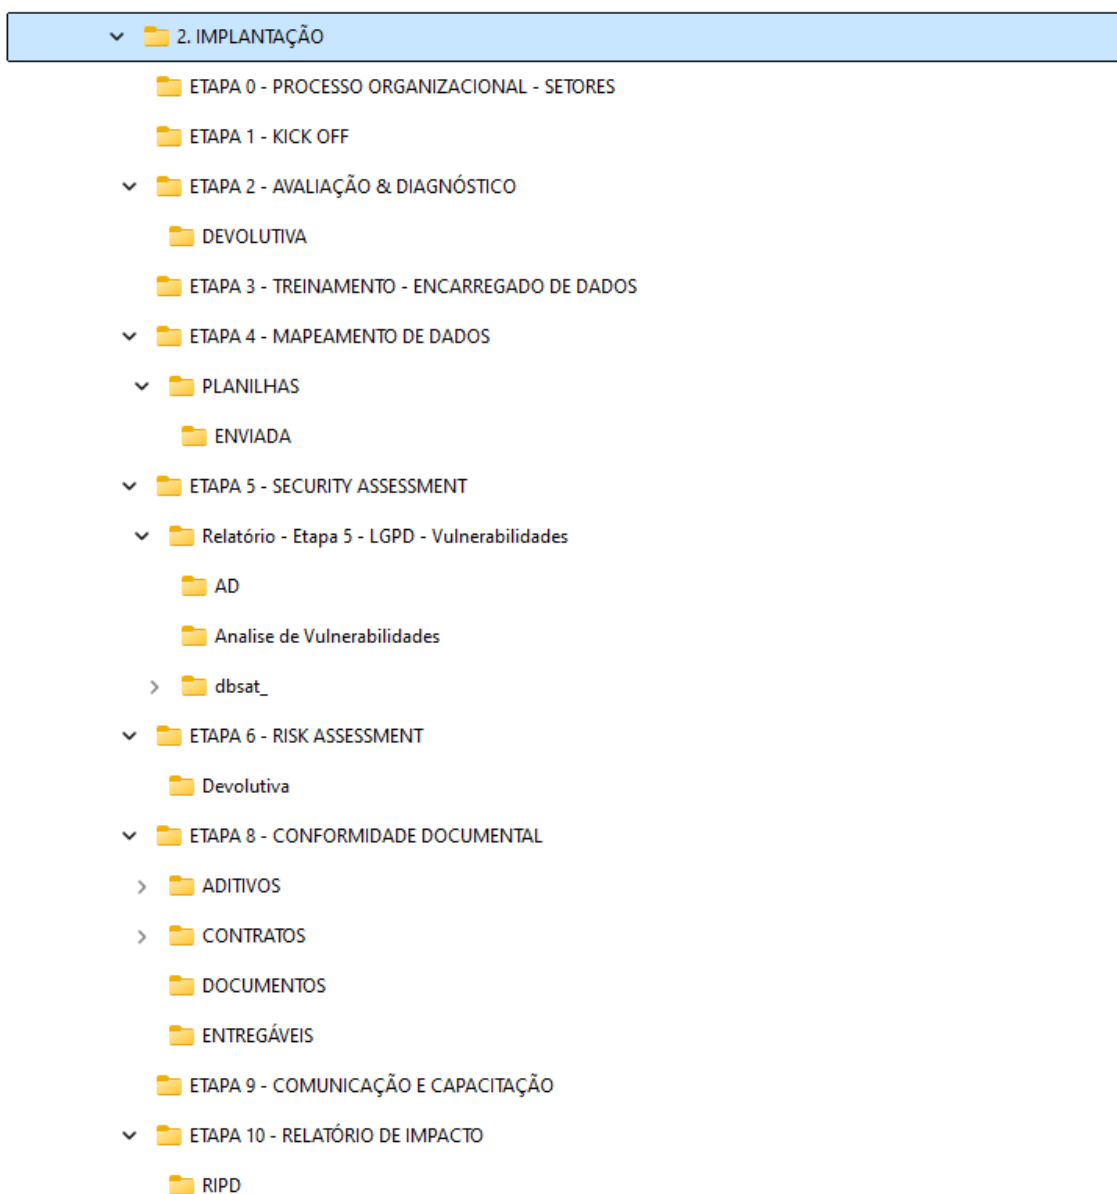 2. IMPLANTAÇÃO
ETAPA 0 - PROCESSO ORGANIZACIONAL - SETORES
ETAPA 1 - KICK OFF
ETAPA 2 - AVALIAÇÃO & DIAGNÓSTICO
DEVOLUTIVA
ETAPA 3 - TREINAMENTO - ENCARREGADO DE DADOS
ETAPA 4 - MAPEAMENTO DE DADOS
PLANILHAS
ENVIADA
ETAPA 5 - SECURITY ASSESSMENT
Relatório - Etapa 5 - LGPD - Vulnerabilidades
AD
Analise de Vulnerabilidades
dbsat_
ETAPA 6 - RISK ASSESSMENT
Devolutiva
ETAPA 8 - CONFORMIDADE DOCUMENTAL
ADITIVOS
CONTRATOS
DOCUMENTOS
ENTREGÁVEIS
ETAPA 9 - COMUNICAÇÃO E CAPACITAÇÃO
ETAPA 10 - RELATÓRIO DE IMPACTO
RIPD